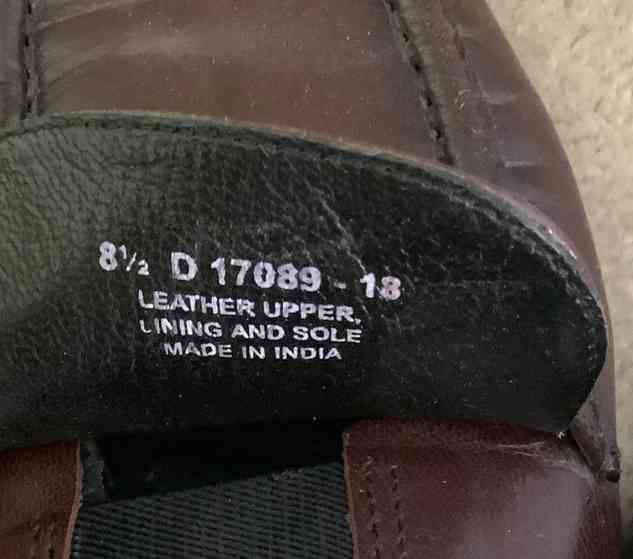 8½ D 17089 - 18
LEATHER UPPER,
LINING AND SOLE
MADE IN INDIA